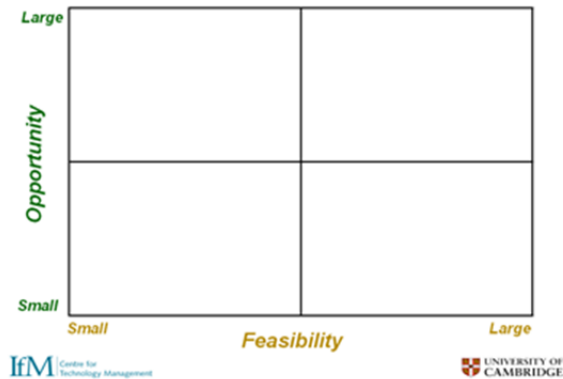 Large
Opportunity
Small
Small
Large
Feasibility
IfM Centre for
Technology Management
UNIVERSITY OF
CAMBRIDGE